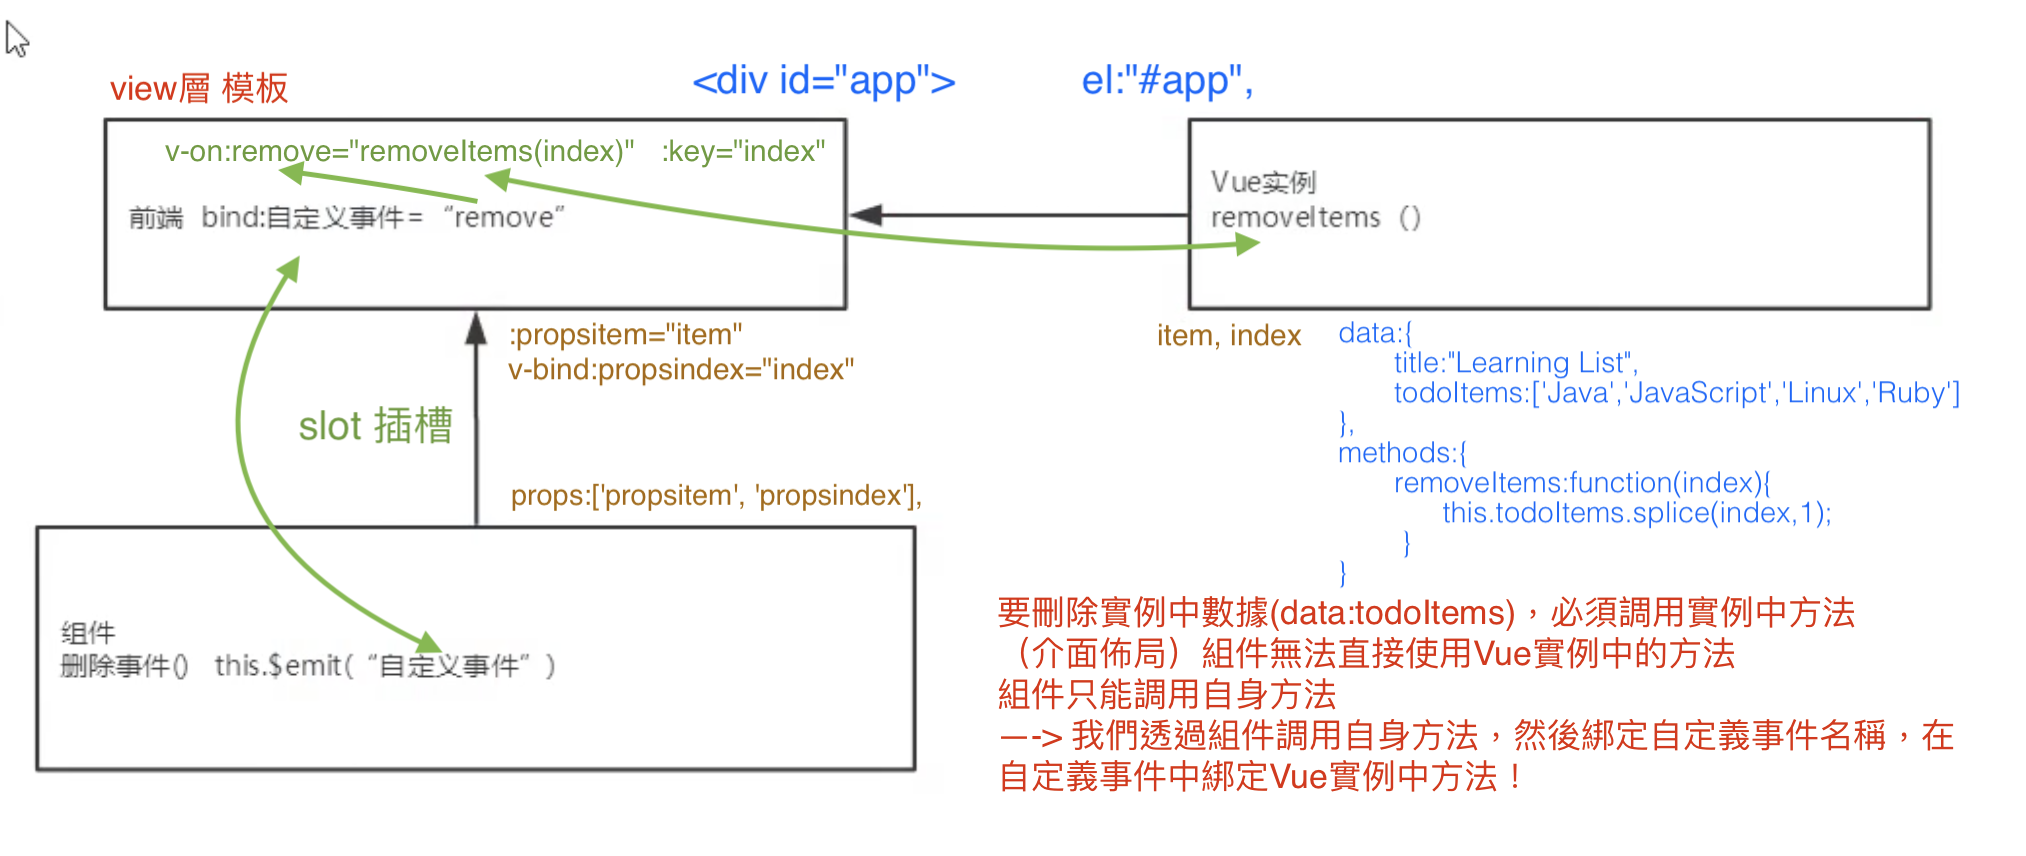 view層 模板
<div id="app">
el:"#app",
v-on:remove="removeItems(index)" :key="index"
前端 bind:自定义事件= “remove”
Vue实例
removeItems ()
:propsitem="item"
v-bind:propsindex="index"
slot 插槽
props:['propsitem', 'propsindex'],
组件
删除事件() this.$emit( “自定义事件” )
item, index
data:{
title:"Learning List",
todoItems:['Java','JavaScript','Linux','Ruby']
},
methods:{
removeItems:function(index){
this.todoItems.splice(index,1);
}
}
要刪除實例中數據(data:todoItems)，必須調用實例中方法
（介面佈局）組件無法直接使用Vue實例中的方法
組件只能調用自身方法
—-> 我們透過組件調用自身方法，然後綁定自定義事件名稱，在
自定義事件中綁定Vue實例中方法！